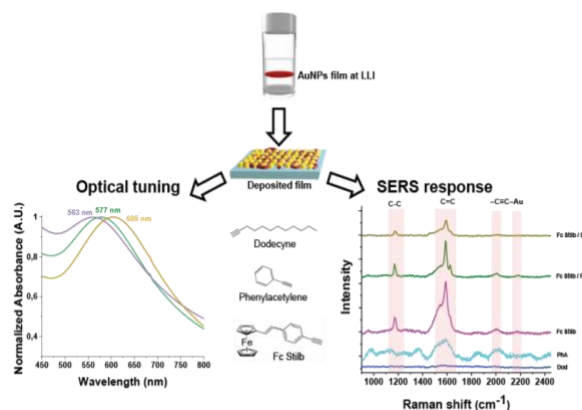 AuNPs film at LLI
Deposited film
Optical tuning
SERS response
563 nm
577 nm
605 nm
Normalized Absorbance (A.U.)
1
0,8
0,6
0,4
450
500
550
600
650
700
750
800
Wavelength (nm)
Dodecyne
Phenylacetylene
Fe
Fc Stilb
C-C
C=C
–C≡C–Au
Intensity
Fc Stilb /
Fc Stilb /
Fc Stilb
PhA
Dod
1000
1200
1400
1600
1800
2000
2200
2400
Raman shift (cm-1)